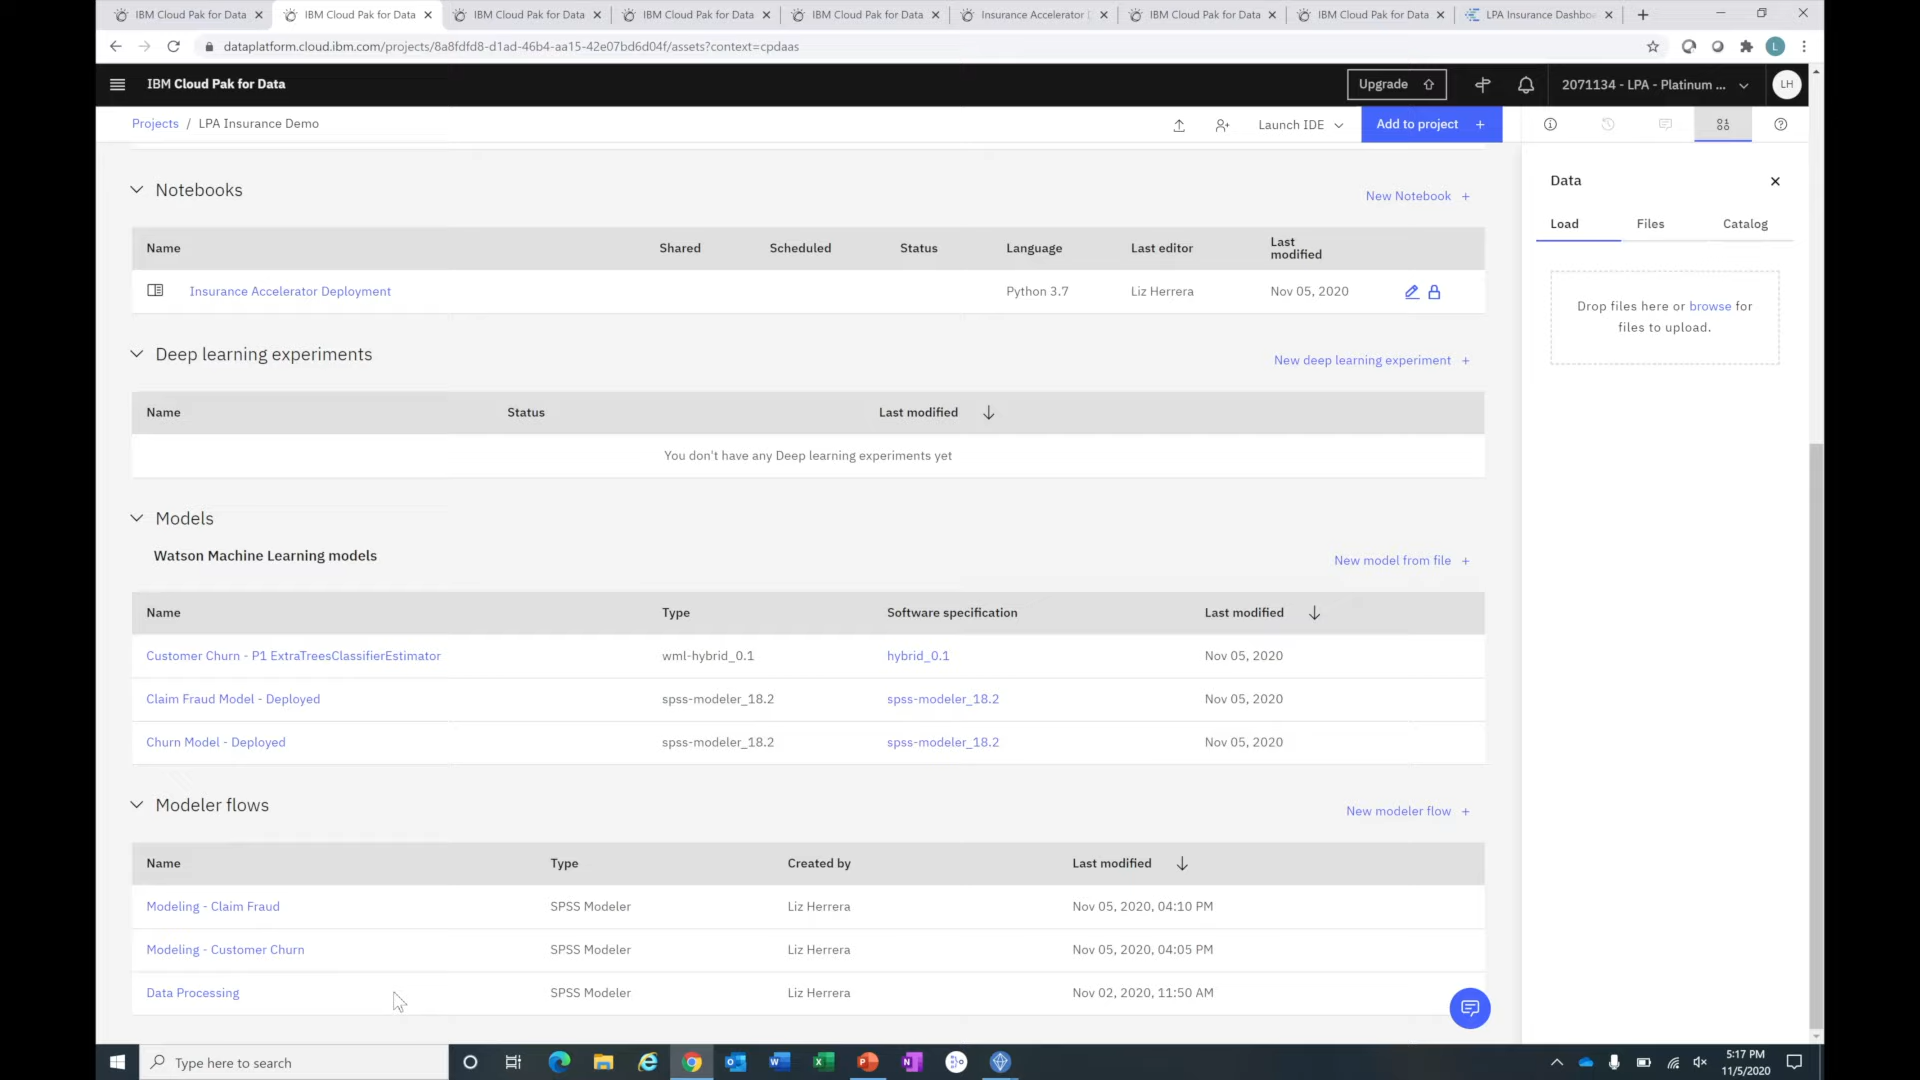 IBM Cloud Pak for Data
IBM Cloud Pak for Data
IBM Cloud Pak for Data
IBM Cloud Pak for Data
IBM Cloud Pak for Data
Insurance Accelerator
IBM Cloud Pak for Data
IBM Cloud Pak for Data
LPA Insurance Dashbo
dataplatform.cloud.ibm.com/projects/8a8fdfd8-d1ad-46b4-aa15-42e07bd6d04f/assets?context=cpdaas
L
IBM Cloud Pak for Data
Upgrade
2071134 - LPA - Platinum ...
LH
Projects / LPA Insurance Demo
Launch IDE
Add to project +
Data
Load Files Catalog
Drop files here or browse for
files to upload.
Notebooks
New Notebook +
Name Shared Scheduled Status Language Last editor Last modified
Insurance Accelerator Deployment Python 3.7 Liz Herrera Nov 05, 2020
Deep learning experiments
New deep learning experiment +
Name Status Last modified
You don't have any Deep learning experiments yet
Models
Watson Machine Learning models
New model from file +
Name Type Software specification Last modified
Customer Churn - P1 ExtraTreesClassifierEstimator wml-hybrid_0.1 hybrid_0.1 Nov 05, 2020
Claim Fraud Model - Deployed spss-modeler_18.2 spss-modeler_18.2 Nov 05, 2020
Churn Model - Deployed spss-modeler_18.2 spss-modeler_18.2 Nov 05, 2020
Modeler flows
New modeler flow +
Name Type Created by Last modified
Modeling - Claim Fraud SPSS Modeler Liz Herrera Nov 05, 2020, 04:10 PM
Modeling - Customer Churn SPSS Modeler Liz Herrera Nov 05, 2020, 04:05 PM
Data Processing SPSS Modeler Liz Herrera Nov 02, 2020, 11:50 AM
Type here to search
5:17 PM
11/5/2020